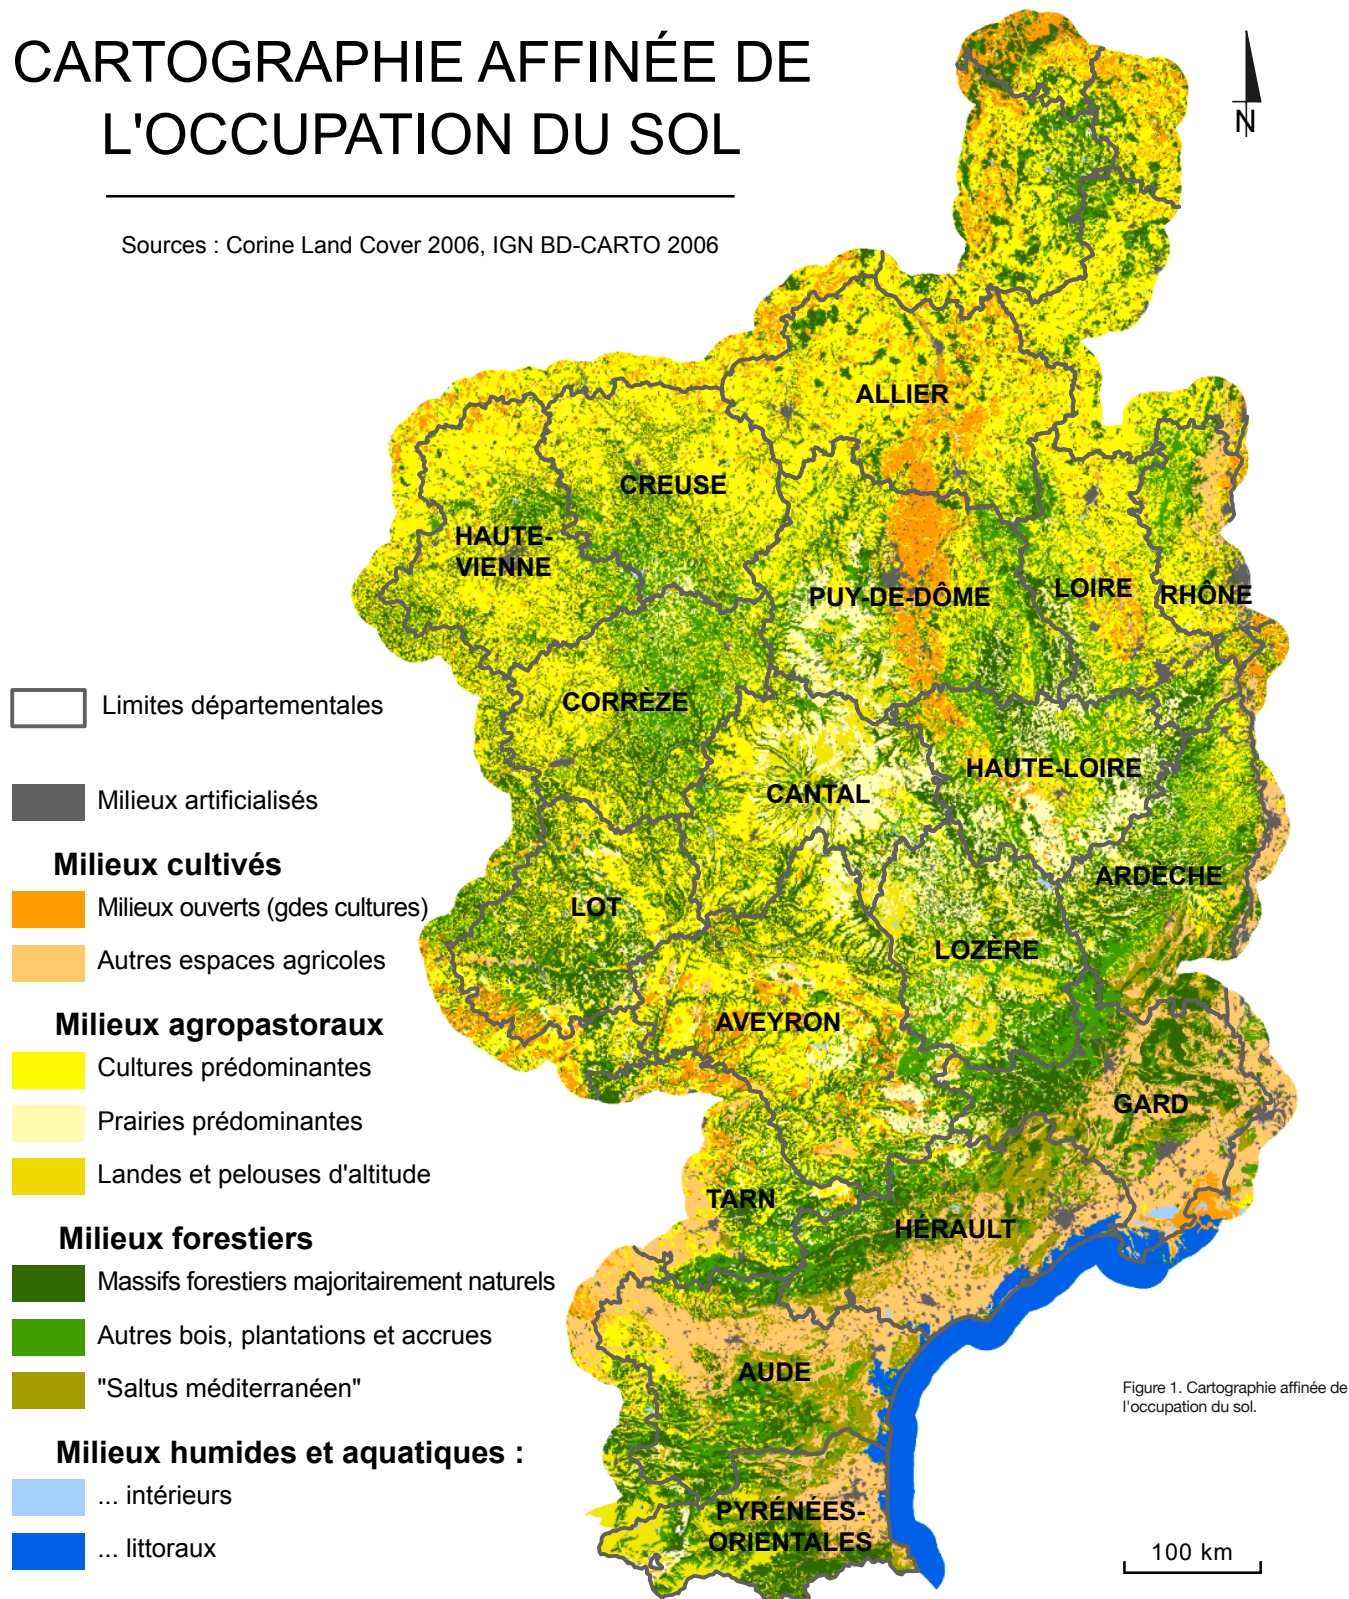 CARTOGRAPHIE AFFINÉE DE
L'OCCUPATION DU SOL
Sources : Corine Land Cover 2006, IGN BD-CARTO 2006
N
ALLIER
CREUSE
HAUTE-
VIENNE
PUY-DE-DÔME
LOIRE
RHÔNE
CORRÈZE
HAUTE-LOIRE
CANTAL
ARDÈCHE
LOT
LOZÈRE
AVEYRON
GARD
TARN
HÉRAULT
AUDE
PYRÉNÉES-
ORIENTALES
Limites départementales
Milieux artificialisés
Milieux cultivés
Milieux ouverts (gdes cultures)
Autres espaces agricoles
Milieux agropastoraux
Cultures prédominantes
Prairies prédominantes
Landes et pelouses d'altitude
Milieux forestiers
Massifs forestiers majoritairement naturels
Autres bois, plantations et accrues
"Saltus méditerranéen"
Milieux humides et aquatiques :
... intérieurs
... littoraux
Figure 1. Cartographie affinée de
l'occupation du sol.
100 km